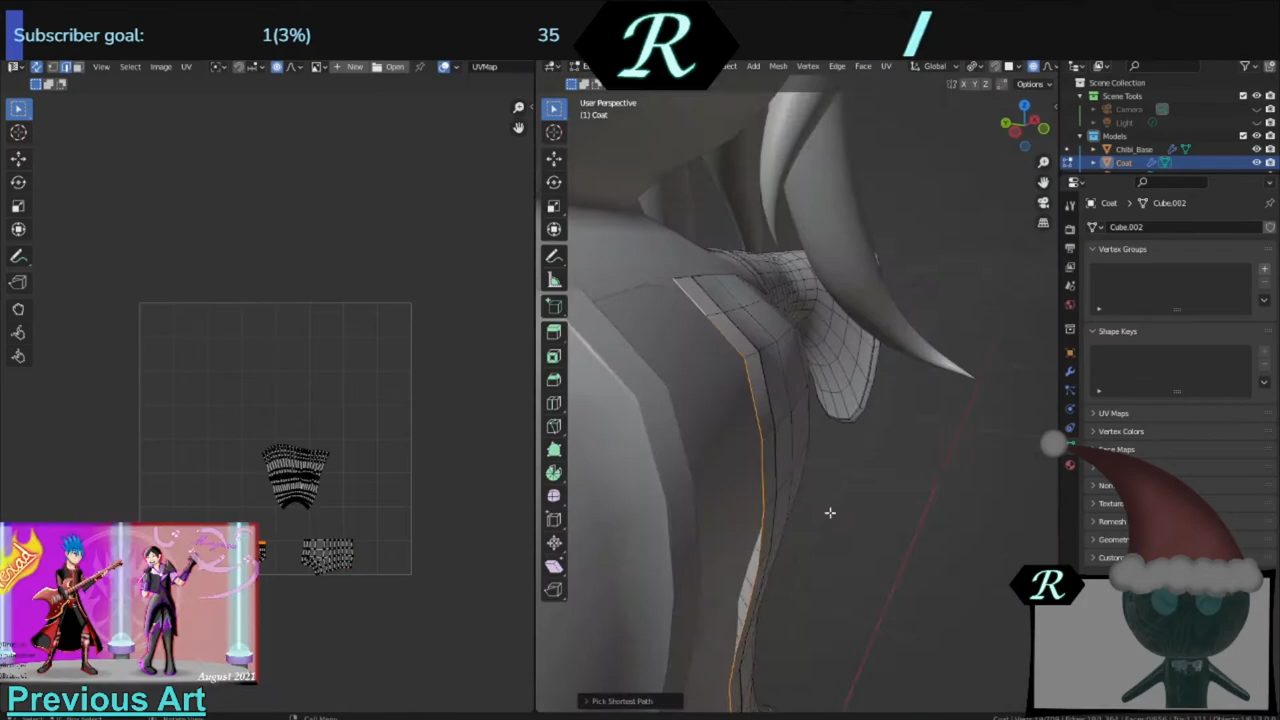 Subscriber goal: 1(3%) 35
R
View Select Image UV New Open UVMap
Add Mesh Vertex Edge Face UV Global
X Y Z Options
User Perspective
(1) Coat
Scene Collection
Scene Tools
Camera
Light
Models
Chibi_Base
Coat
Coat Cube.002
Cube.002
Vertex Groups
Shape Keys
UV Maps
Vertex Colors
Face Maps
Remesh
Pick Shortest Path
August 2021
Previous Art
R